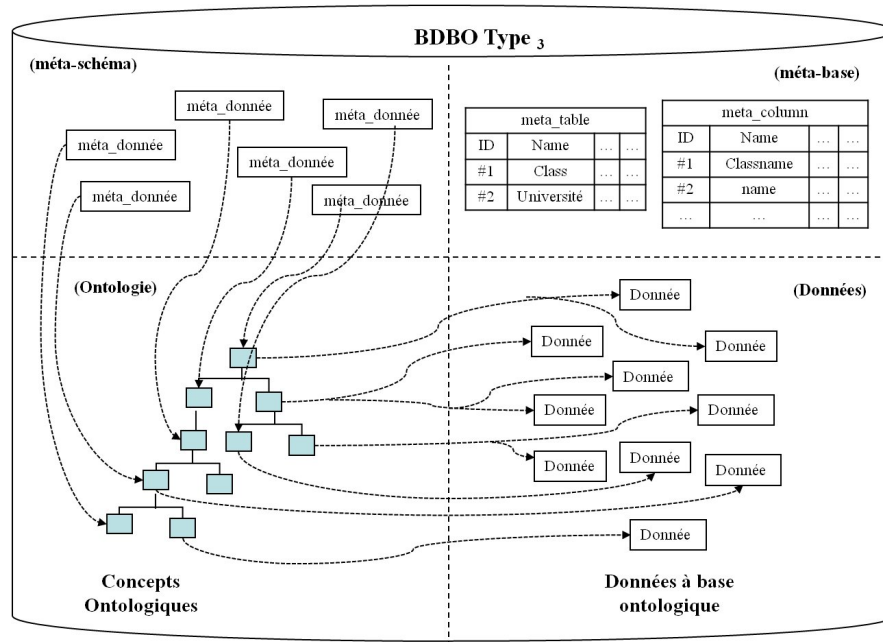 BDBO Type 3
(méta-schéma)
(méta-base)
méta_donnée
méta_donnée
méta_donnée
méta_donnée
méta_donnée
méta_donnée
meta_table
ID Name ... ...
#1 Class ... ...
#2 Université ... ...
meta_column
ID Name ... ...
#1 Classname ... ...
#2 name ... ...
... ... ... ...
(Ontologie)
(Données)
Donnée
Donnée
Donnée
Donnée
Donnée
Donnée
Donnée
Donnée
Donnée
Donnée
Concepts
Ontologiques
Données à base
ontologique